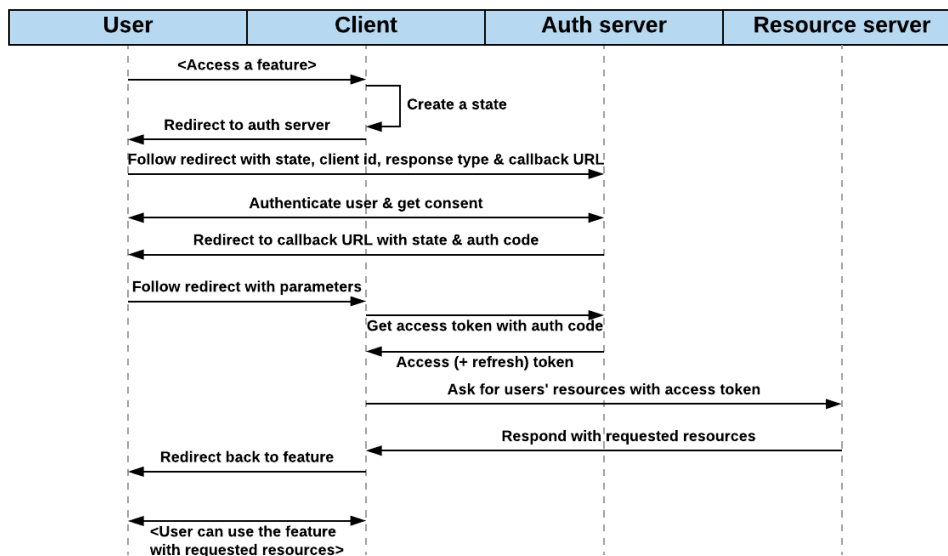 User Client Auth server Resource server
<Access a feature>
Create a state
Redirect to auth server
Follow redirect with state, client id, response type & callback URL
Authenticate user & get consent
Redirect to callback URL with state & auth code
Follow redirect with parameters
Get access token with auth code
Access (+ refresh) token
Ask for users' resources with access token
Respond with requested resources
Redirect back to feature
<User can use the feature
with requested resources>